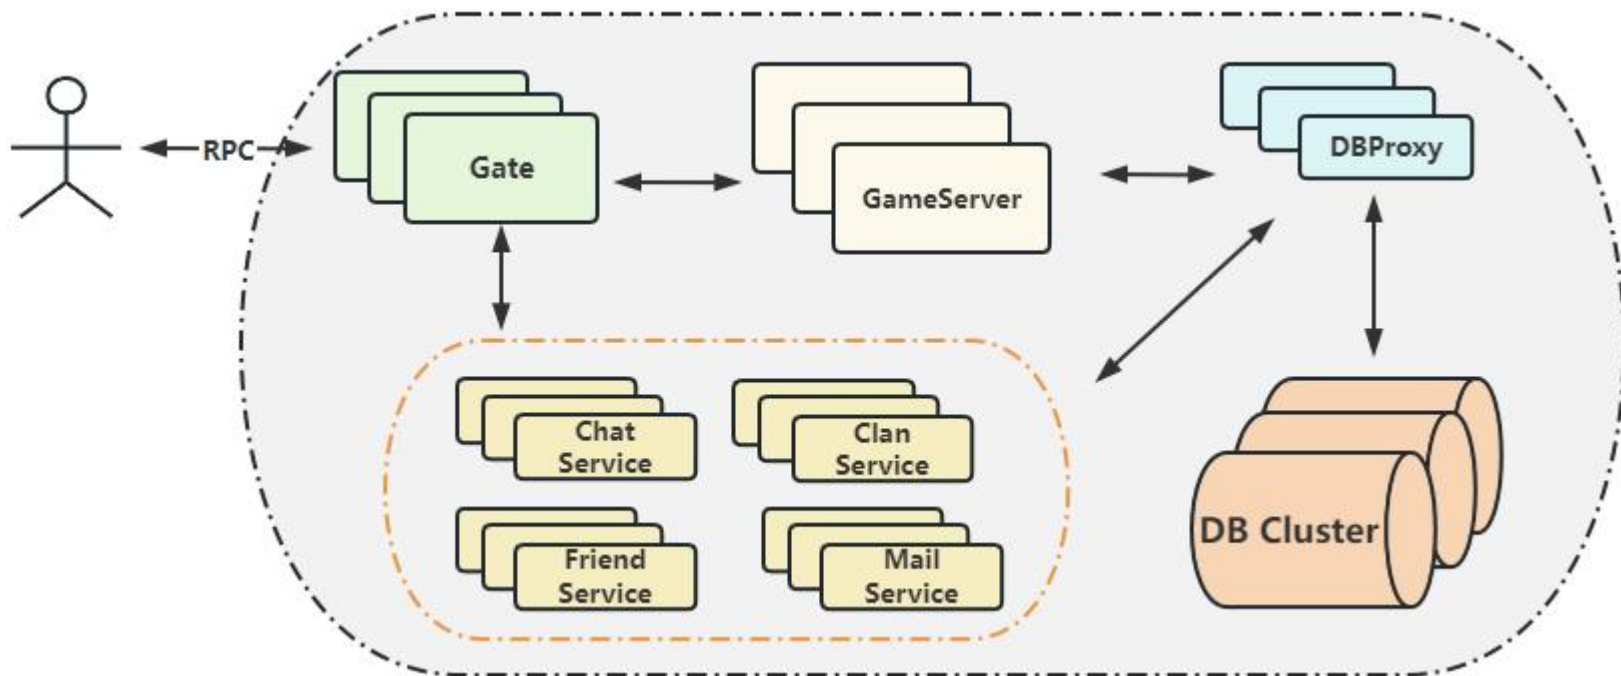 RPC
Gate
GameServer
DBProxy
Chat
Service
Clan
Service
Friend
Service
Mail
Service
DB Cluster